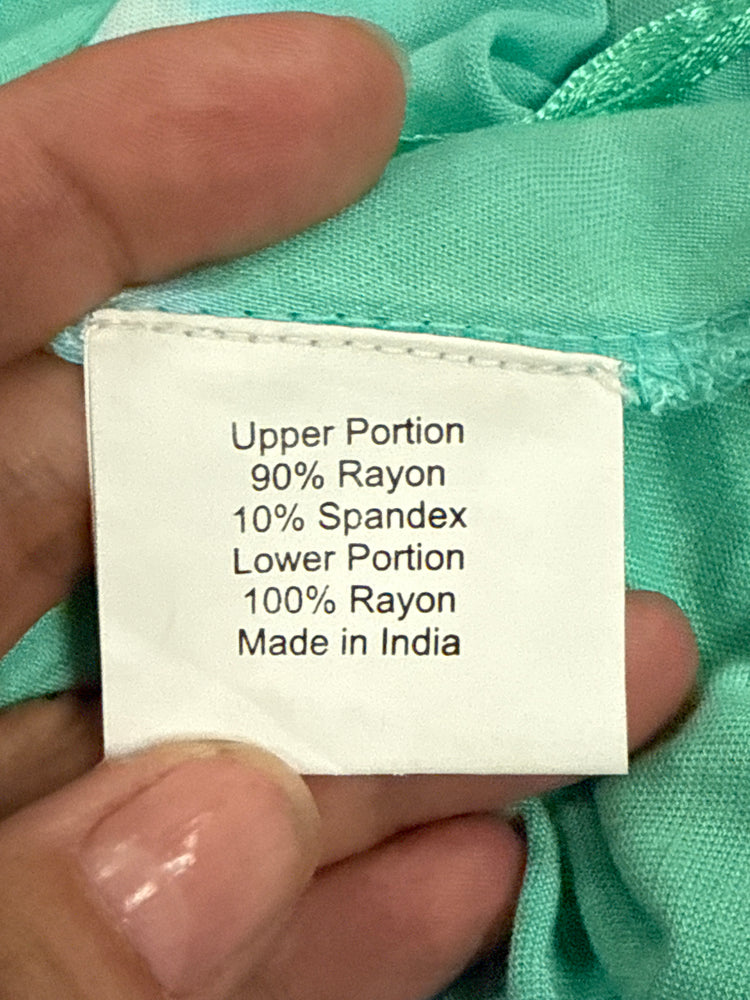 Upper Portion
90% Rayon
10% Spandex
Lower Portion
100% Rayon
Made in India